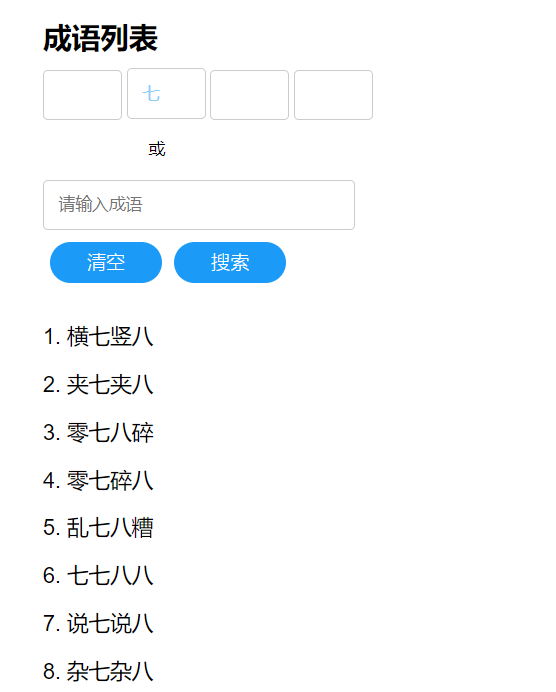 成语列表
七
或
请输入成语
清空 搜索
1. 横七竖八
2. 夹七夹八
3. 零七八碎
4. 零七碎八
5. 乱七八糟
6. 七七八八
7. 说七说八
8. 杂七杂八